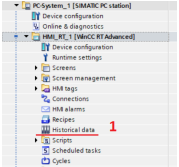 PC-System_1 [SIMATIC PC station]
Device configuration
Online & diagnostics
HMI_RT_1 [WinCC RT Advanced]
Device configuration
Runtime settings
Screens
Screen management
HMI tags
Connections
HMI alarms
Recipes
Historical data 1
Scripts
Scheduled tasks
Cycles